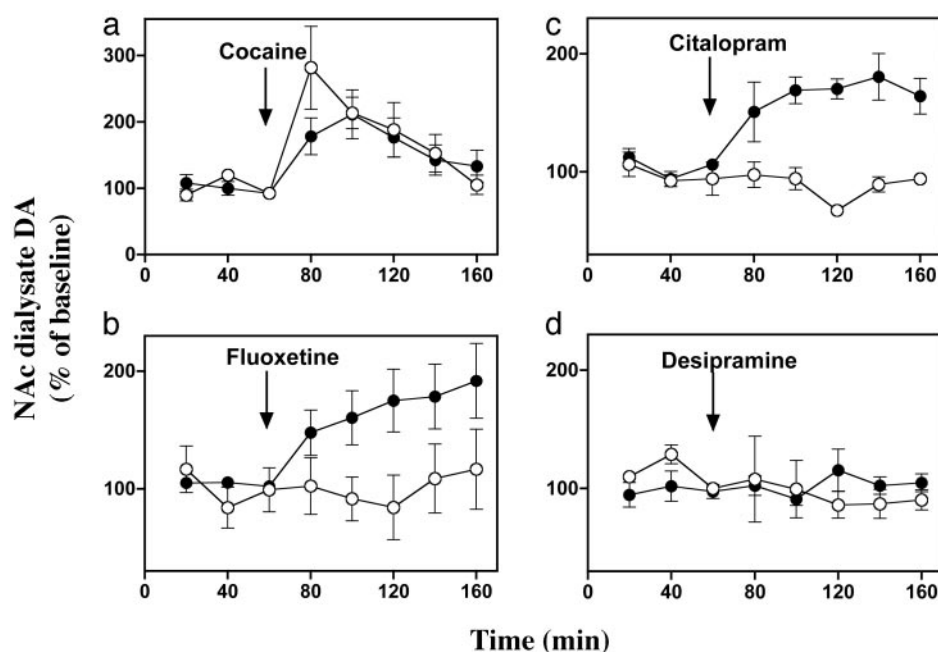 NAc dialysate DA
(% of baseline)
a
Cocaine
300
200
100
0
0 40 80 120 160
c
Citalopram
200
100
0 40 80 120 160
b
Fluoxetine
200
100
0 40 80 120 160
d
Desipramine
200
100
0 40 80 120 160
Time (min)